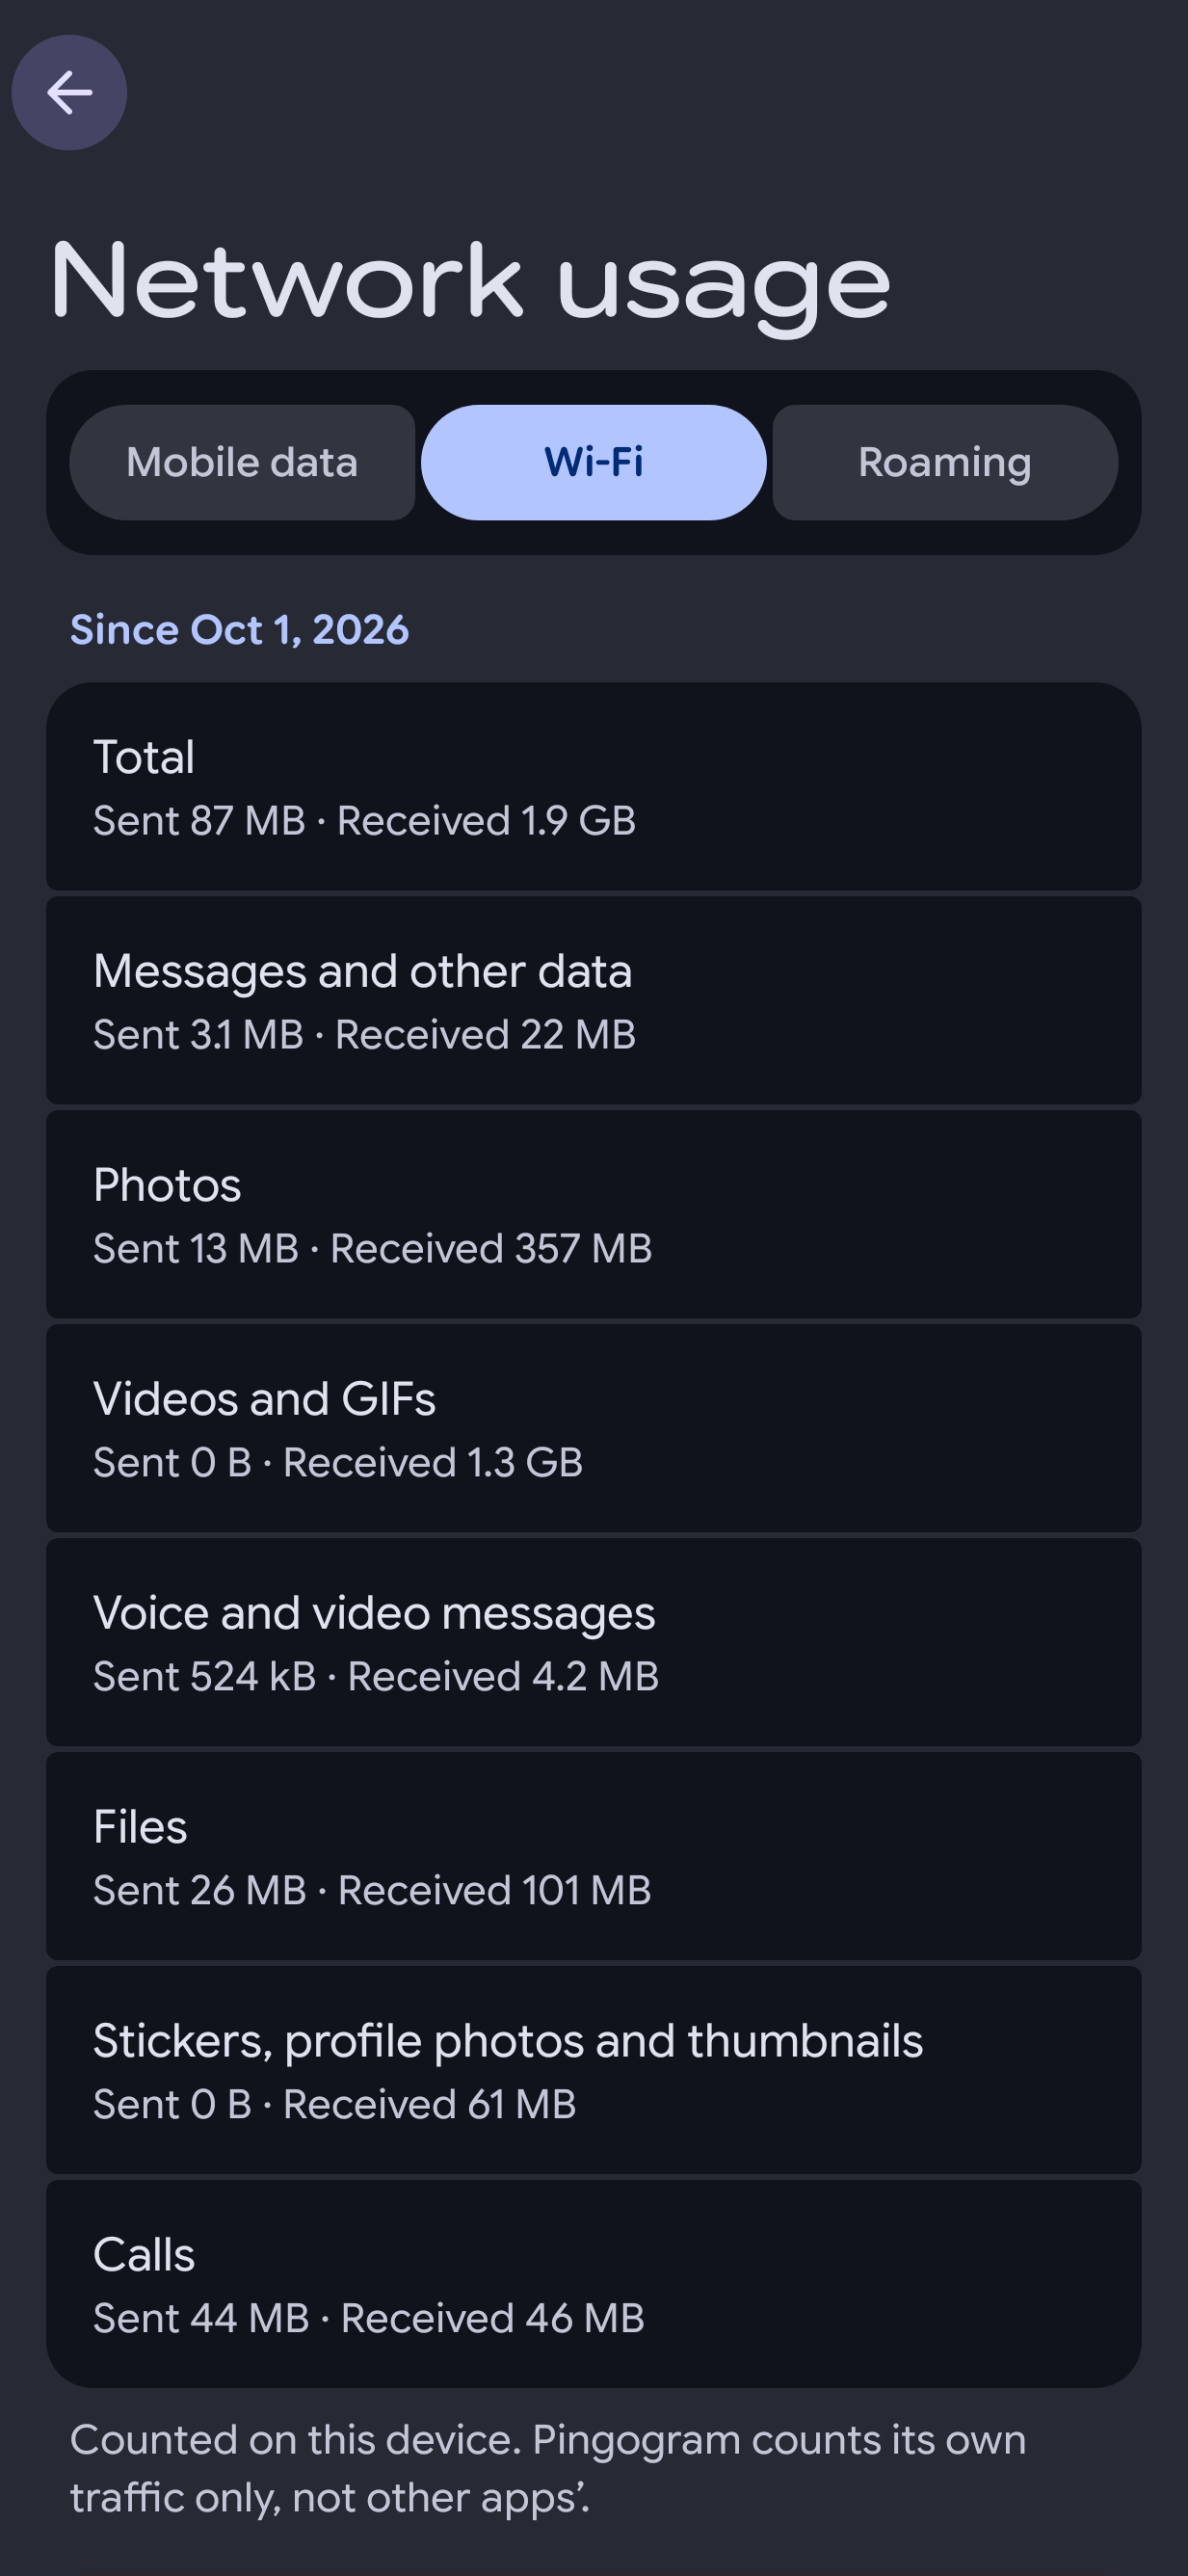 Network usage
Mobile data
Wi-Fi
Roaming
Since Oct 1, 2026
Total
Sent 87 MB · Received 1.9 GB
Messages and other data
Sent 3.1 MB · Received 22 MB
Photos
Sent 13 MB · Received 357 MB
Videos and GIFs
Sent 0 B · Received 1.3 GB
Voice and video messages
Sent 524 kB · Received 4.2 MB
Files
Sent 26 MB · Received 101 MB
Stickers, profile photos and thumbnails
Sent 0 B · Received 61 MB
Calls
Sent 44 MB · Received 46 MB
Counted on this device. Pingogram counts its own
traffic only, not other apps’.